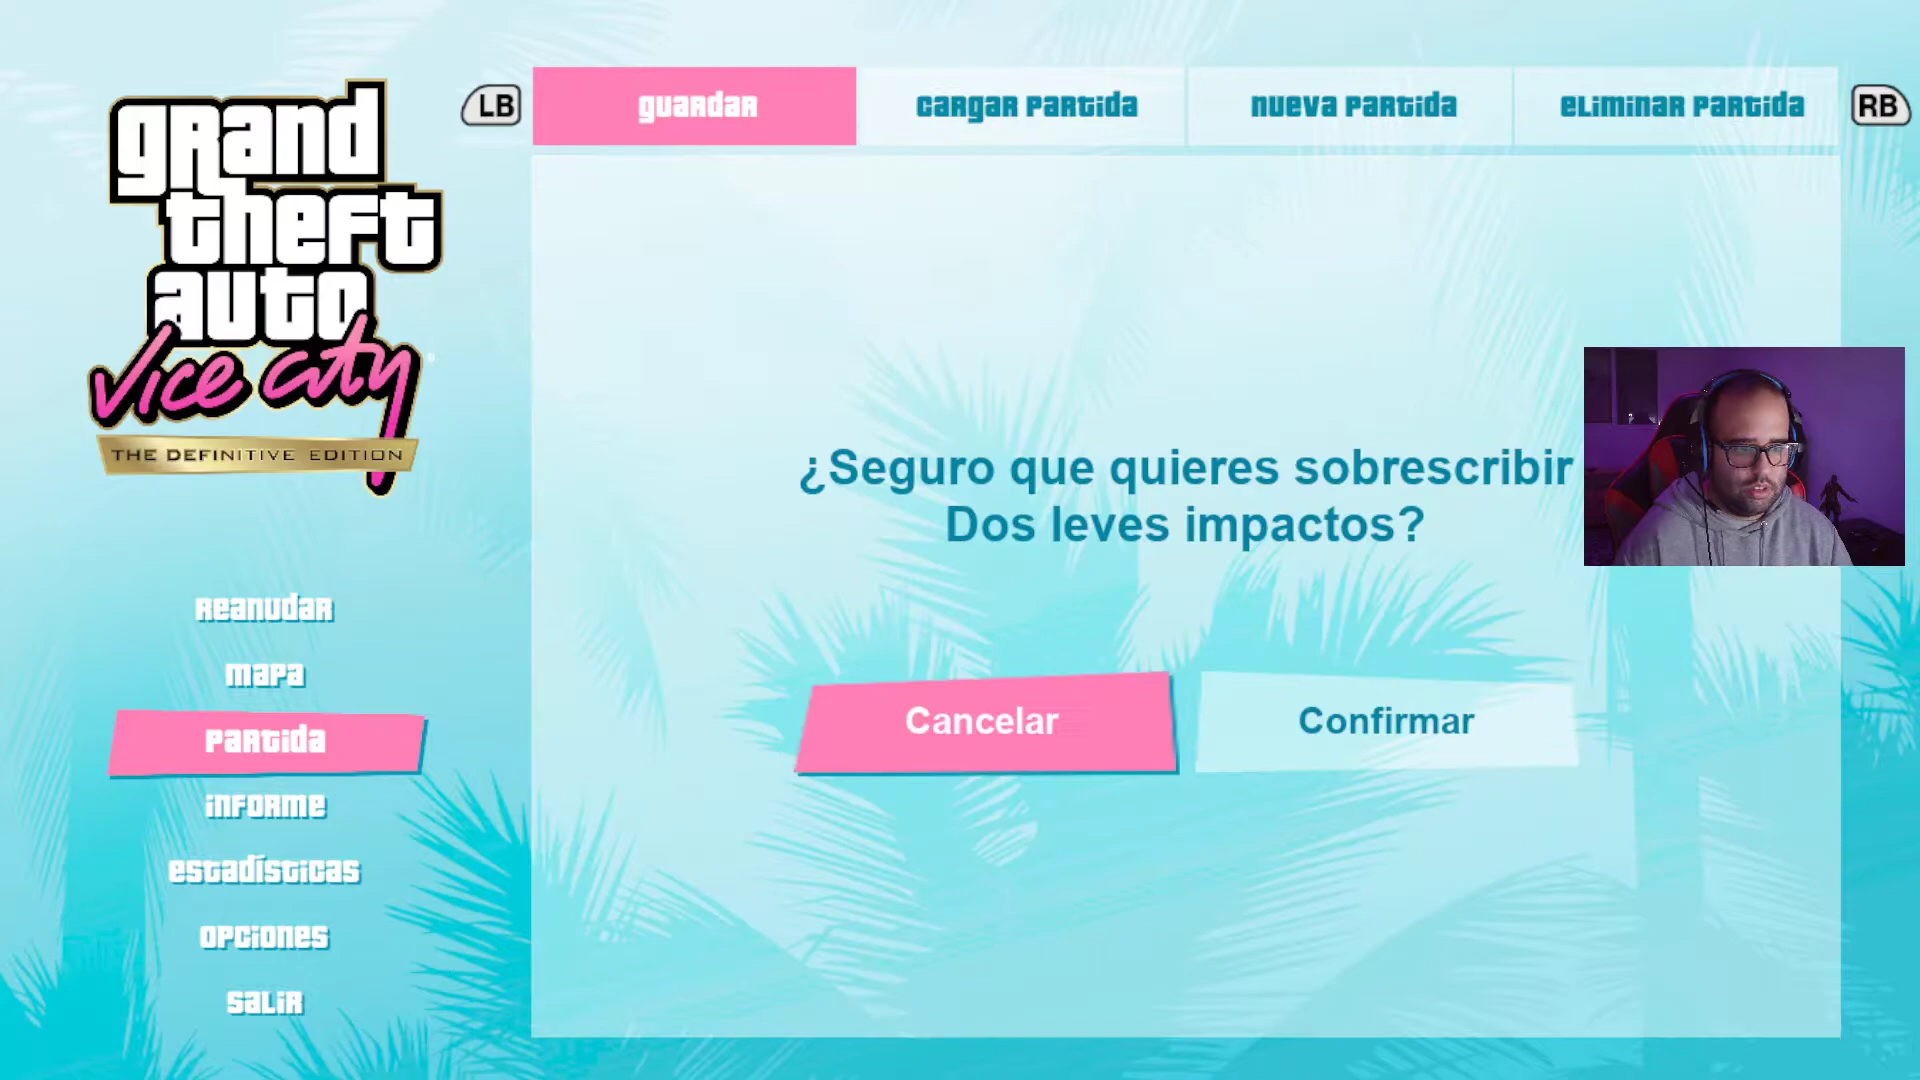 grand
theft
auto
vice city
THE DEFINITIVE EDITION
LB
guardar
cargar partida
nueva partida
eliminar partida
RB
¿Seguro que quieres sobrescribir
Dos leves impactos?
Cancelar
Confirmar
reanudar
mapa
partida
informe
estadísticas
opciones
salir